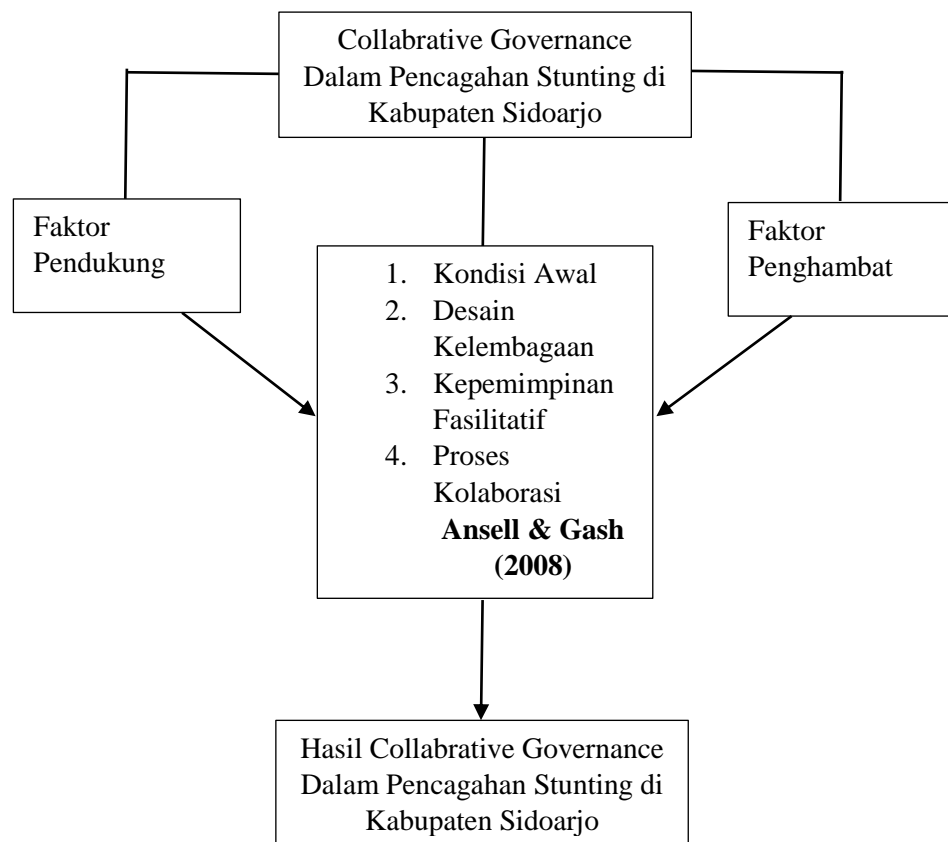 Collabrative Governance
Dalam Pencagahan Stunting di
Kabupaten Sidoarjo
Faktor
Pendukung
Faktor
Penghambat
1. Kondisi Awal
2. Desain
Kelembagaan
3. Kepemimpinan
Fasilitatif
4. Proses
Kolaborasi
Ansell & Gash
(2008)
Hasil Collabrative Governance
Dalam Pencagahan Stunting di
Kabupaten Sidoarjo